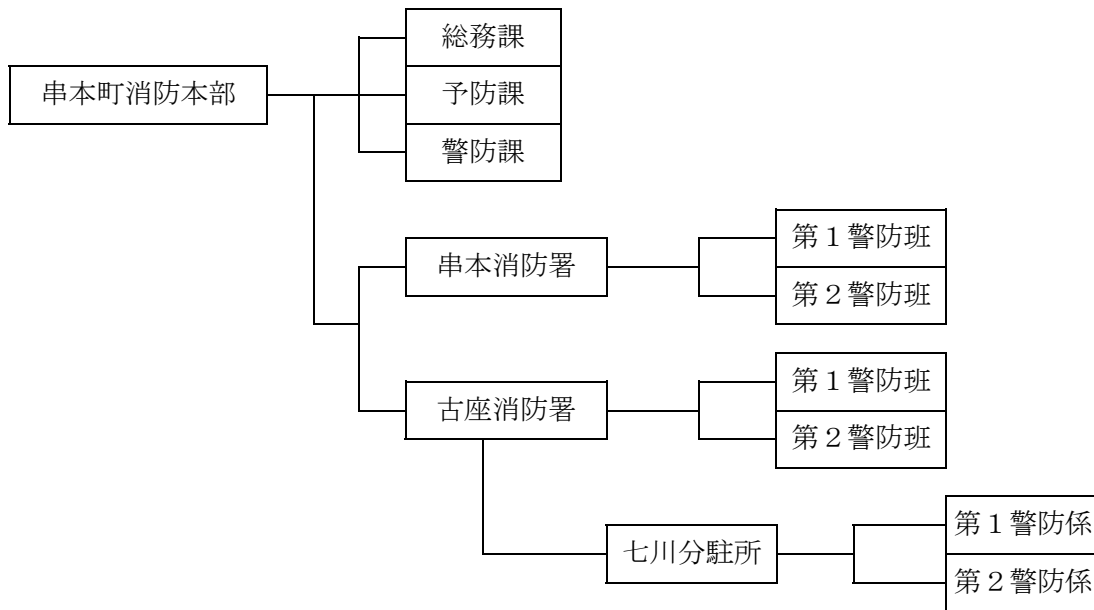 総務課
串本町消防本部
予防課
警防課
第１警防班
串本消防署
第２警防班
第１警防班
古座消防署
第２警防班
第１警防係
七川分駐所
第２警防係